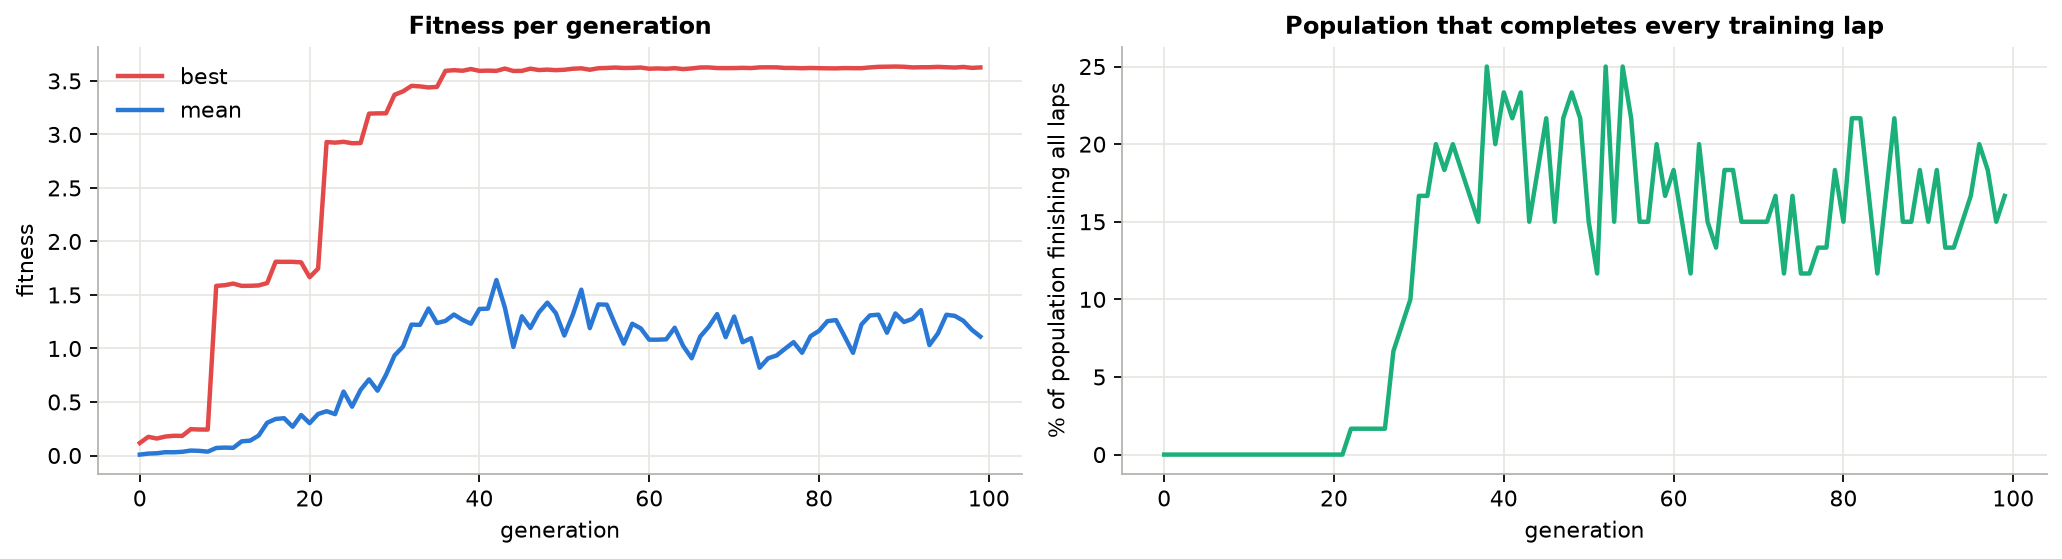 Fitness per generation
best
mean
fitness
3.5
3.0
2.5
2.0
1.5
1.0
0.5
0.0
0 20 40 60 80 100
generation
Population that completes every training lap
% of population finishing all laps
25
20
15
10
5
0
0 20 40 60 80 100
generation